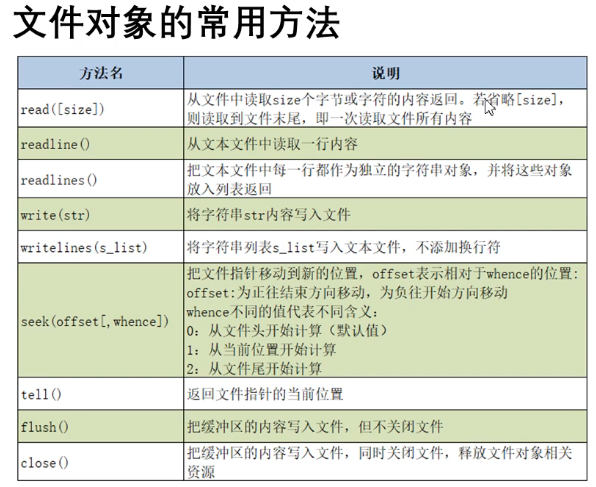 文件对象的常用方法
方法名 说明
read([size]) 从文件中读取size个字节或字符的内容返回。若省略[size]，
则读取到文件末尾，即一次读取文件所有内容
readline() 从文本文件中读取一行内容
readlines() 把文本文件中每一行都作为独立的字符串对象，并将这些对象
放入列表返回
write(str) 将字符串str内容写入文件
writelines(s_list) 将字符串列表s_list写入文本文件，不添加换行符
seek(offset[,whence]) 把文件指针移动到新的位置，offset表示相对于whence的位置:
offset:为正往结束方向移动，为负往开始方向移动
whence不同的值代表不同含义:
0: 从文件头开始计算（默认值）
1: 从当前位置开始计算
2: 从文件尾开始计算
tell() 返回文件指针的当前位置
flush() 把缓冲区的内容写入文件，但不关闭文件
close() 把缓冲区的内容写入文件，同时关闭文件，释放文件对象相关
资源